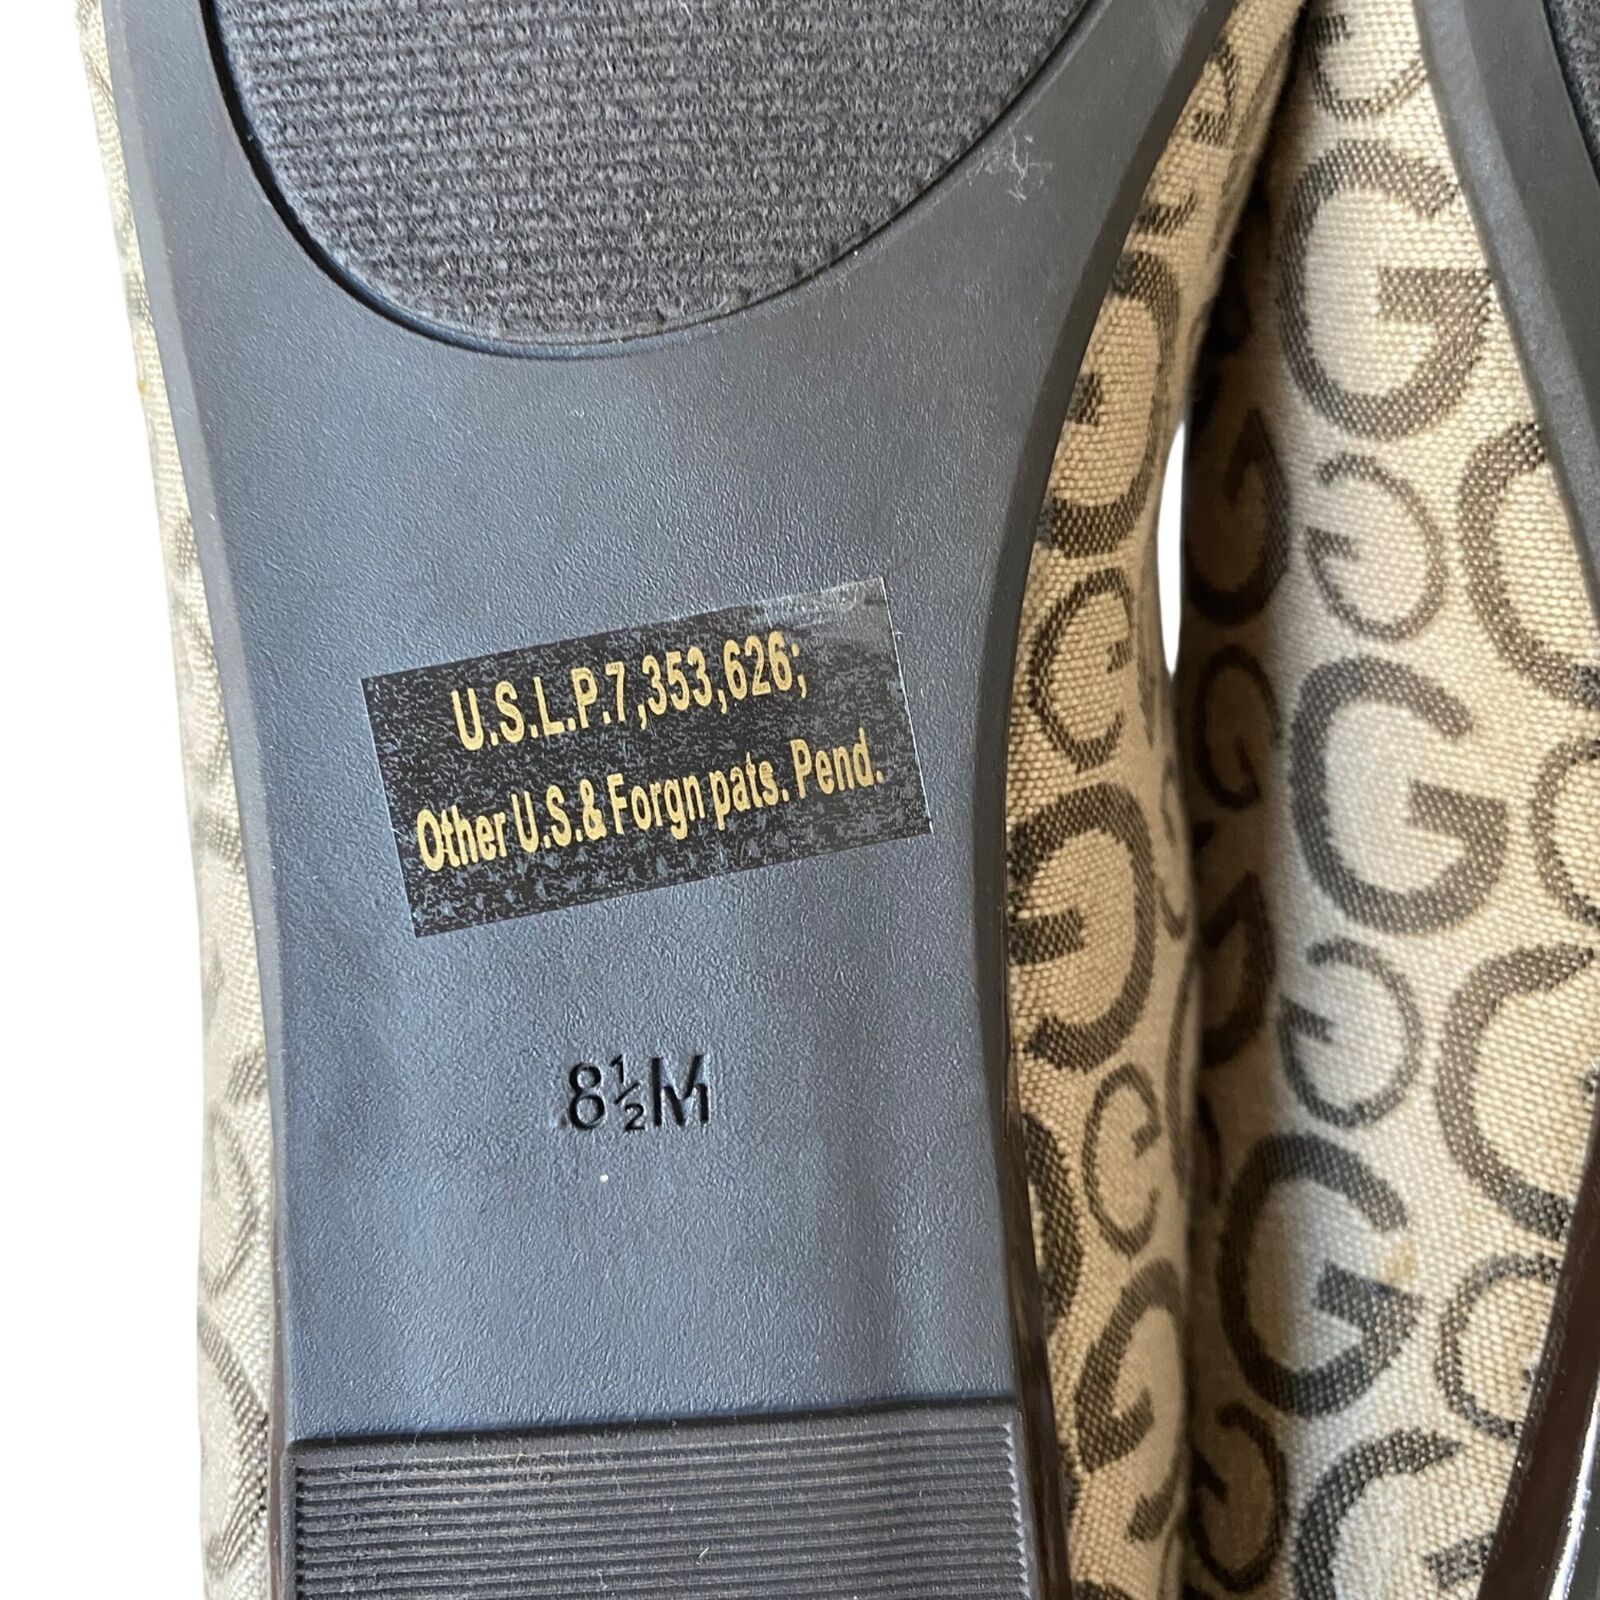 U.S.L.P.7,353,626;
Other U.S.& Forgn pats. Pend.
8½M